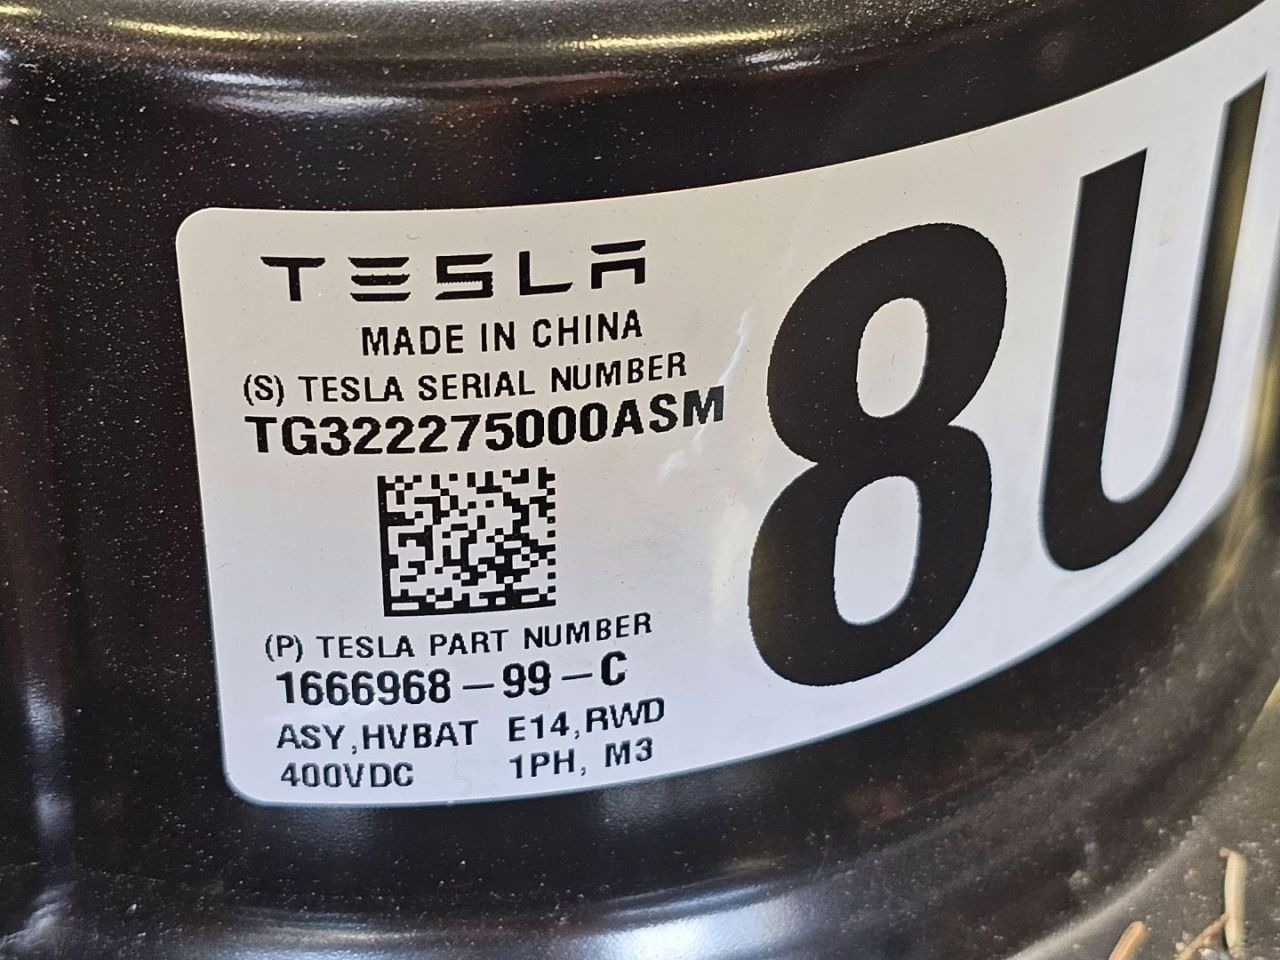 TESLA
MADE IN CHINA
(S) TESLA SERIAL NUMBER
TG322275000ASM
(P) TESLA PART NUMBER
1666968-99-C
ASY,HVBAT E14,RWD
400VDC 1PH, M3
8U